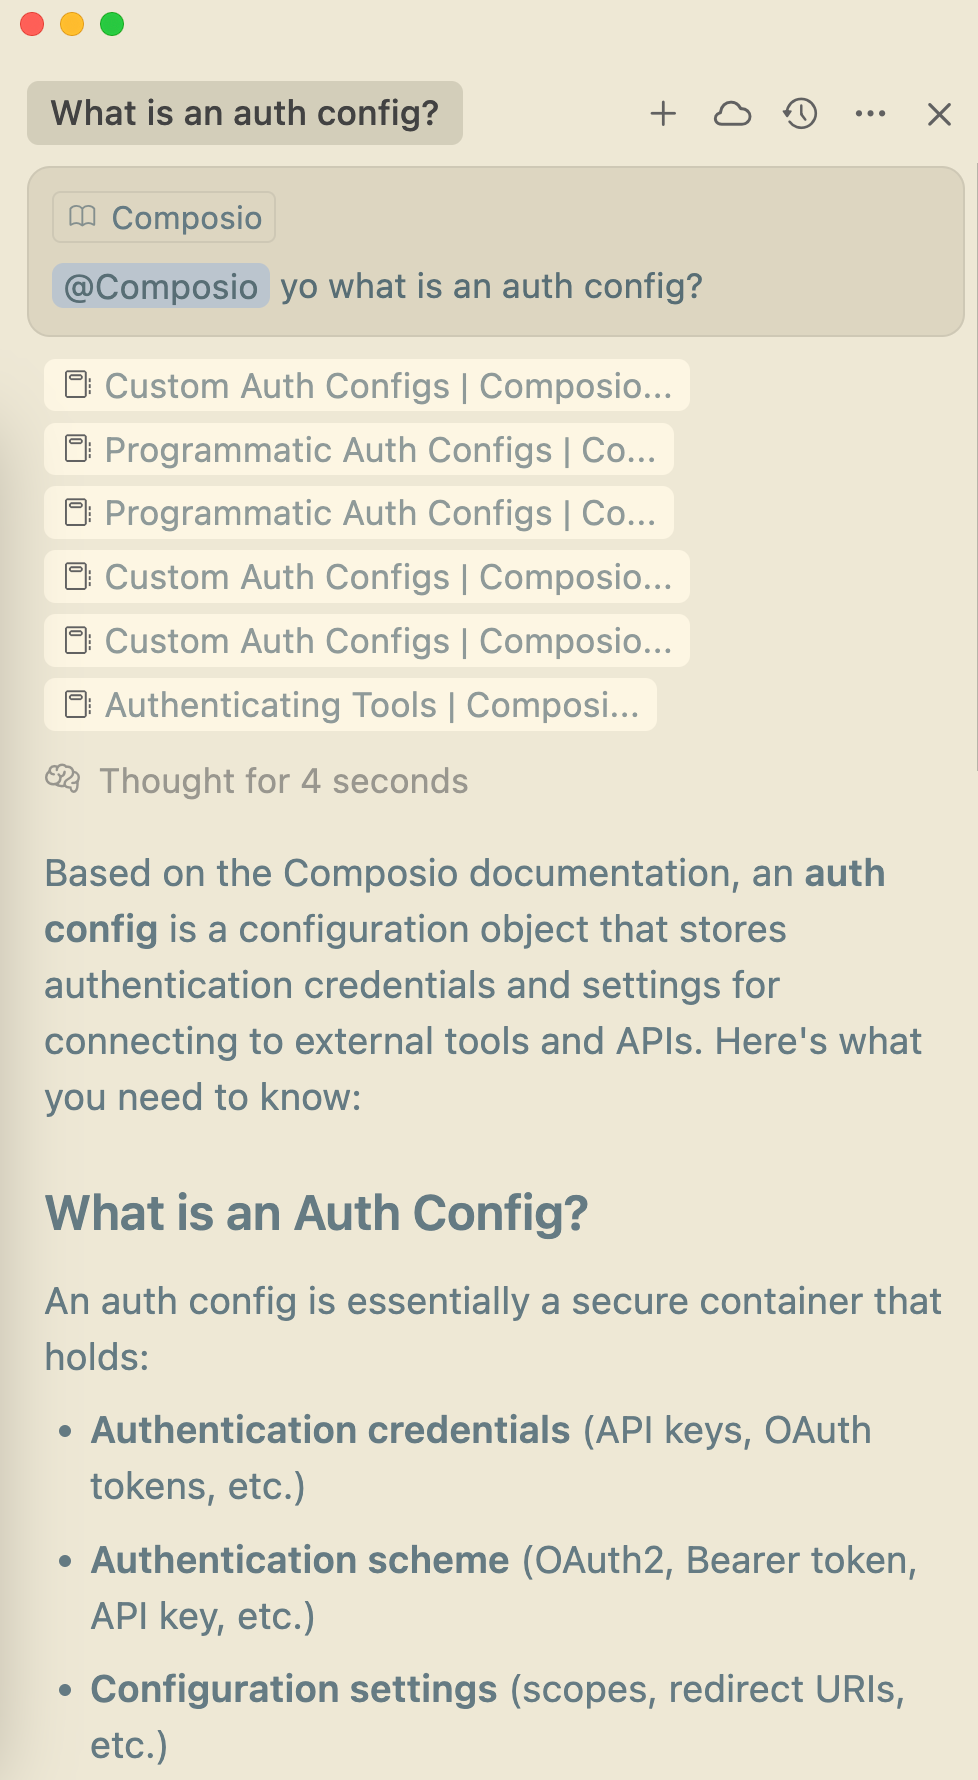 What is an auth config?
Composio
@Composio yo what is an auth config?
Custom Auth Configs | Composio...
Programmatic Auth Configs | Co...
Programmatic Auth Configs | Co...
Custom Auth Configs | Composio...
Custom Auth Configs | Composio...
Authenticating Tools | Composi...
Thought for 4 seconds
Based on the Composio documentation, an auth
config is a configuration object that stores
authentication credentials and settings for
connecting to external tools and APIs. Here's what
you need to know:
What is an Auth Config?
An auth config is essentially a secure container that
holds:
• Authentication credentials (API keys, OAuth
tokens, etc.)
• Authentication scheme (OAuth2, Bearer token,
API key, etc.)
• Configuration settings (scopes, redirect URIs,
etc.)